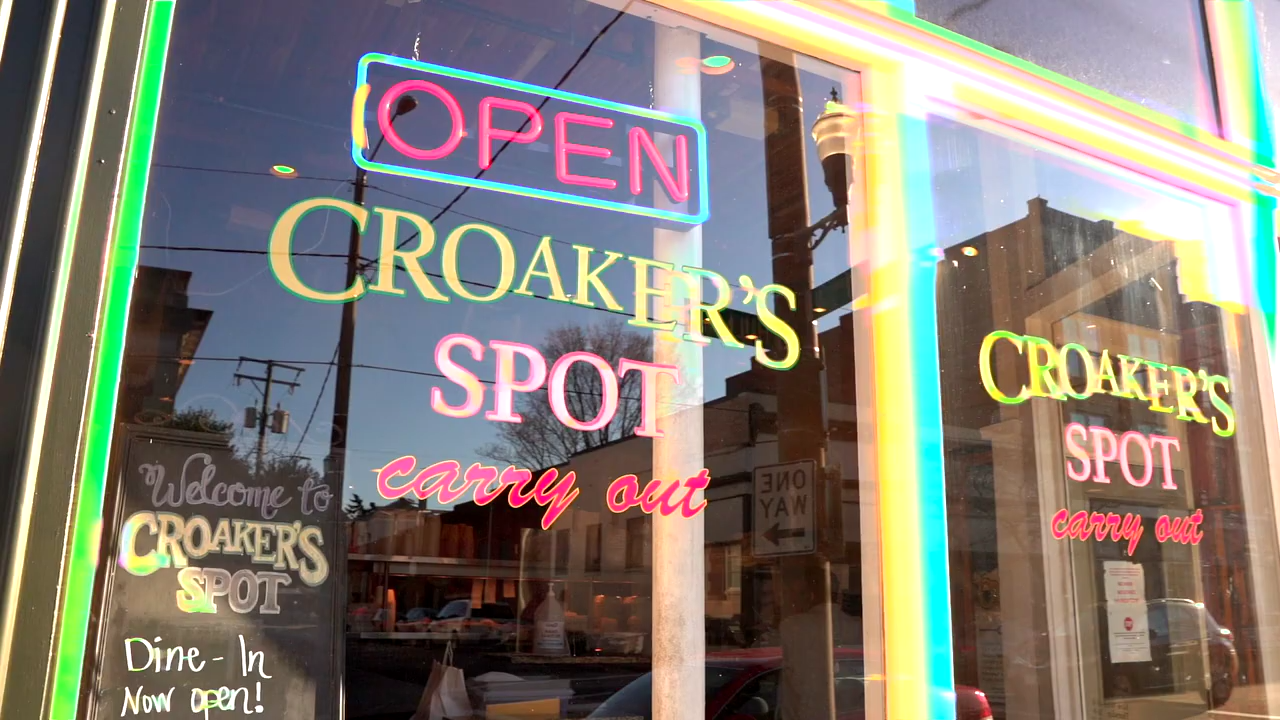 OPEN
CROAKER'S
SPOT
carry out
Welcome to
CROAKER'S
SPOT
Dine-In
Now open!
ONE
WAY
CROAKER'S
SPOT
carry out